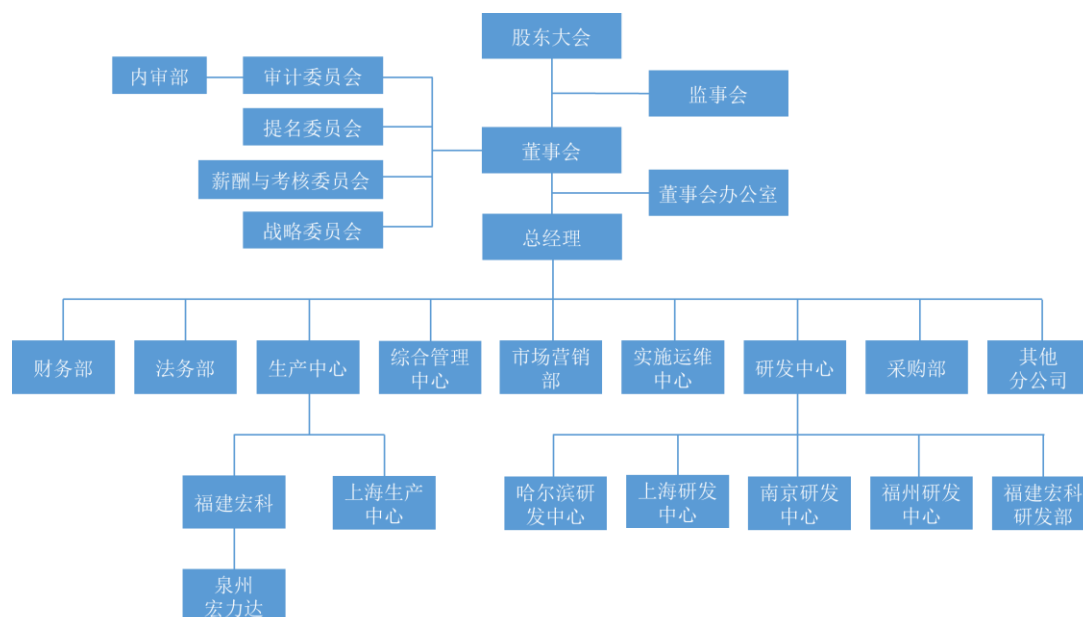 股东大会
内审部
审计委员会
监事会
提名委员会
董事会
薪酬与考核委员会
董事会办公室
战略委员会
总经理
财务部
法务部
生产中心
综合管理
中心
市场营销
部
实施运维
中心
研发中心
采购部
其他
分公司
福建宏科
上海生产
中心
哈尔滨研
发中心
上海研发
中心
南京研发
中心
福州研发
中心
福建宏科
研发部
泉州
宏力达